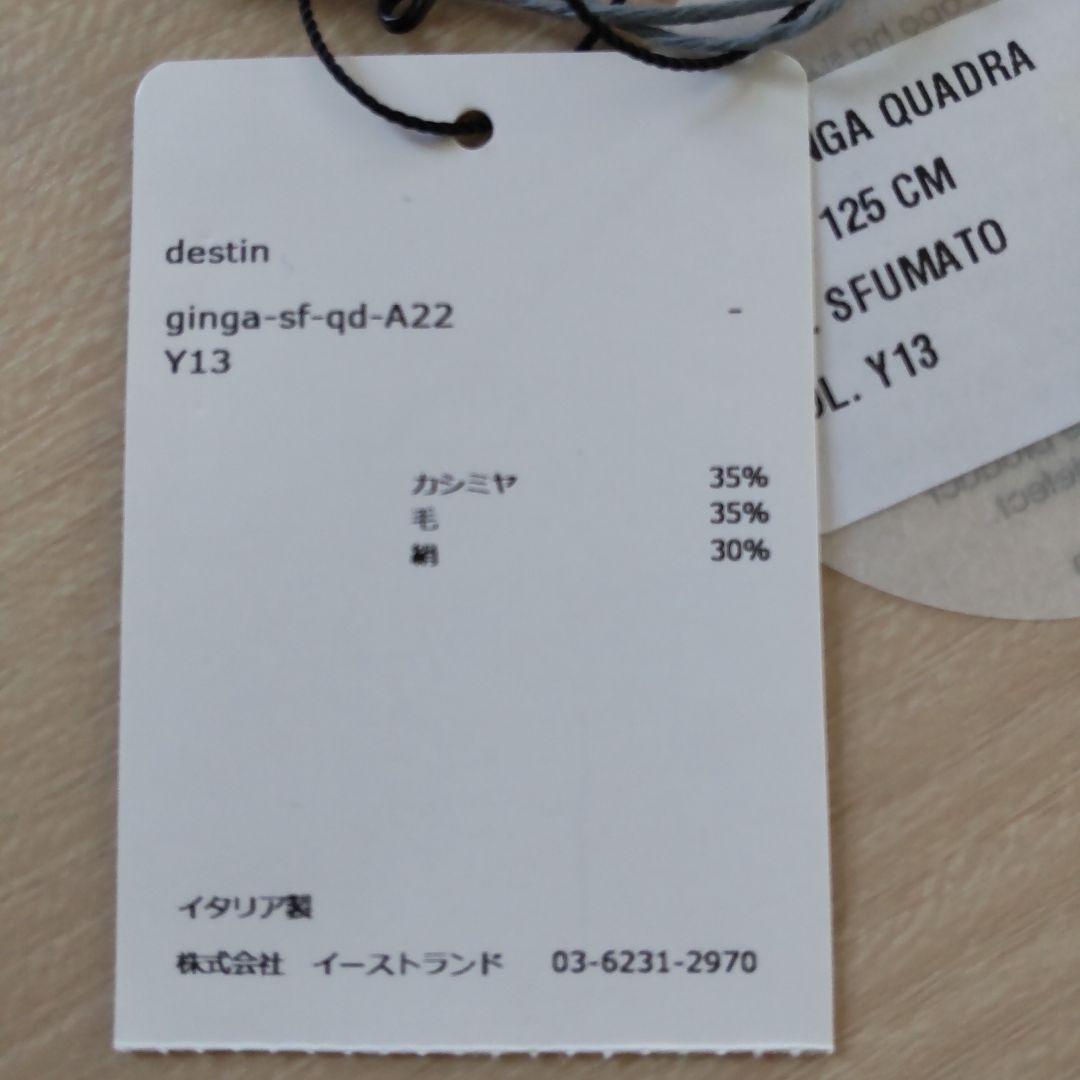 destin
ginga-sf-qd-A22 -
Y13
カシミヤ 35%
毛 35%
絹 30%
イタリア製
株式会社 イーストランド 03-6231-2970
QUADRA
125 CM
SFUMATO
Y13